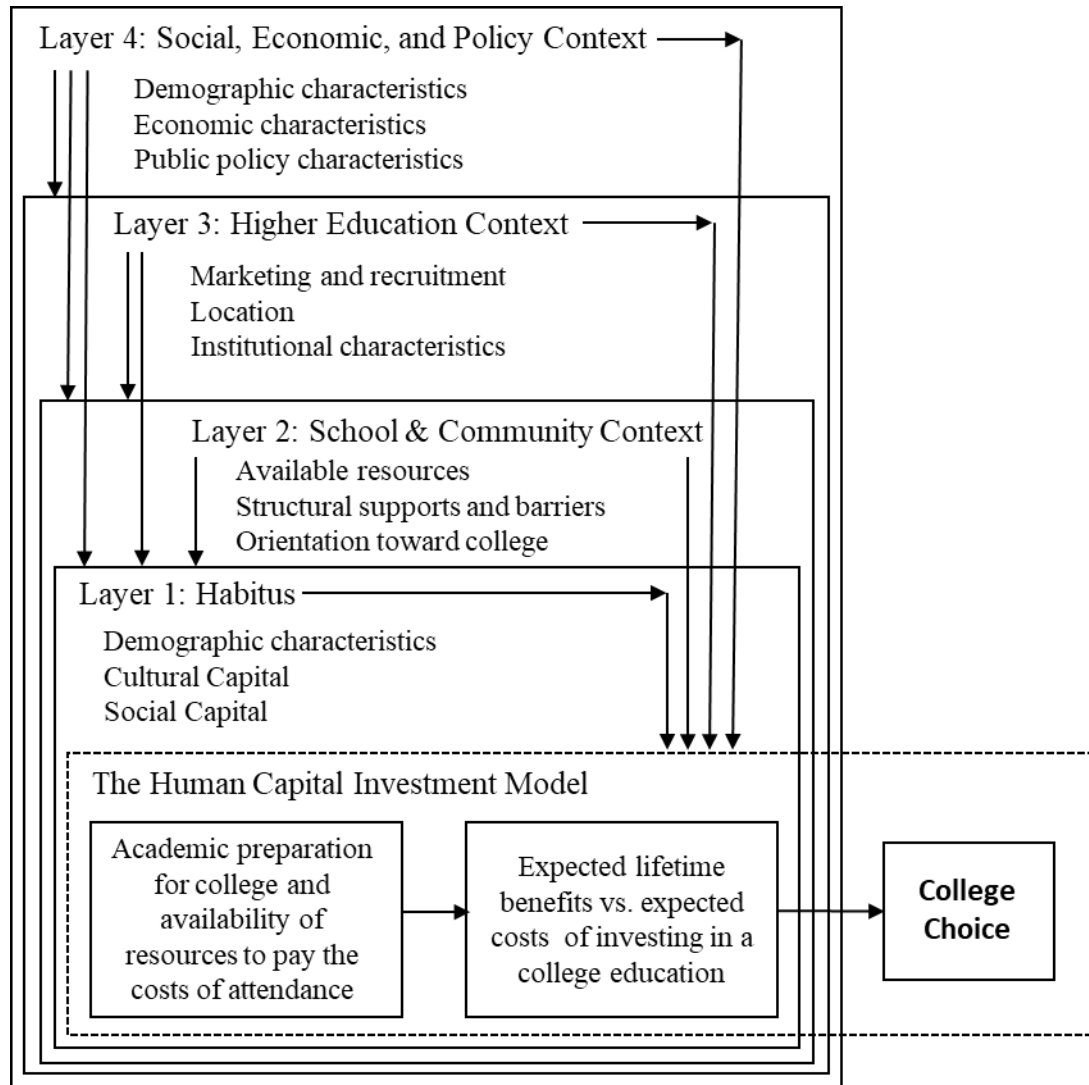 Layer 4: Social, Economic, and Policy Context
Demographic characteristics
Economic characteristics
Public policy characteristics
Layer 3: Higher Education Context
Marketing and recruitment
Location
Institutional characteristics
Layer 2: School & Community Context
Available resources
Structural supports and barriers
Orientation toward college
Layer 1: Habitus
Demographic characteristics
Cultural Capital
Social Capital
The Human Capital Investment Model
Academic preparation
for college and
availability of
resources to pay the
costs of attendance
Expected lifetime
benefits vs. expected
costs of investing in a
college education
College
Choice